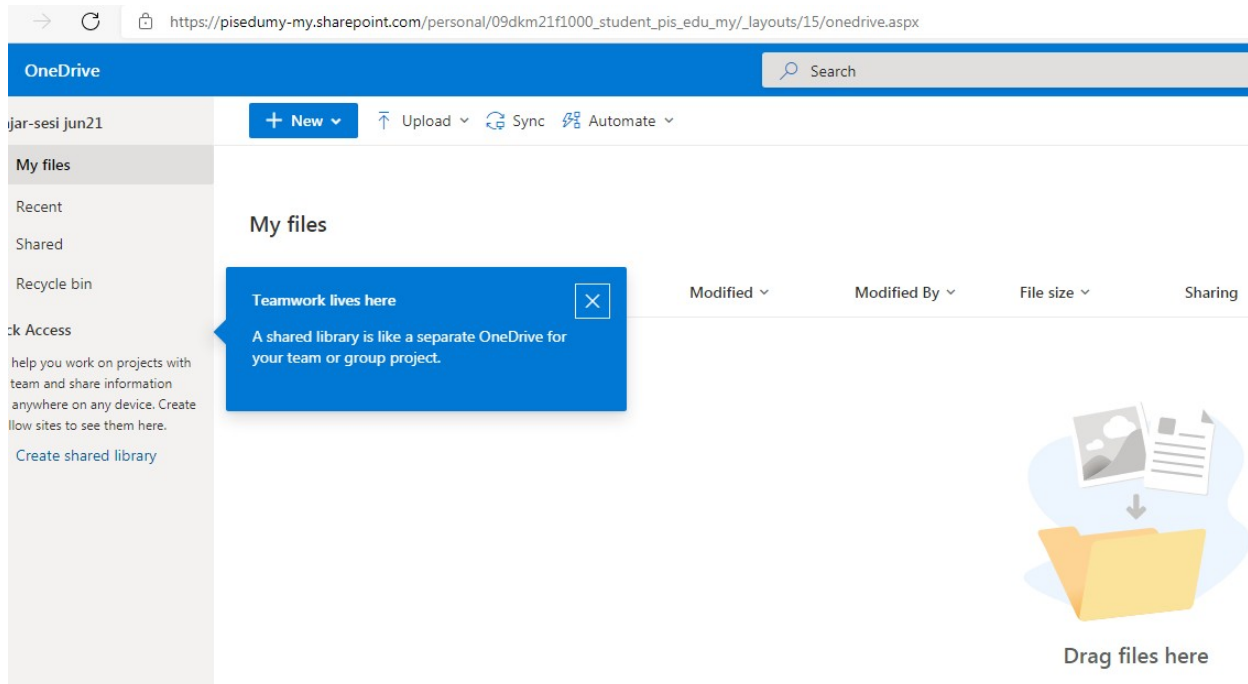 https://pisedumy-my.sharepoint.com/personal/09dkm21f1000_student_pis_edu_my/_layouts/15/onedrive.aspx
OneDrive
Search
jar-sesi jun21
New
Upload
Sync
Automate
My files
Recent
Shared
Recycle bin
ck Access
help you work on projects with
team and share information
anywhere on any device. Create
llow sites to see them here.
Create shared library
My files
Teamwork lives here
A shared library is like a separate OneDrive for
your team or group project.
Modified
Modified By
File size
Sharing
Drag files here